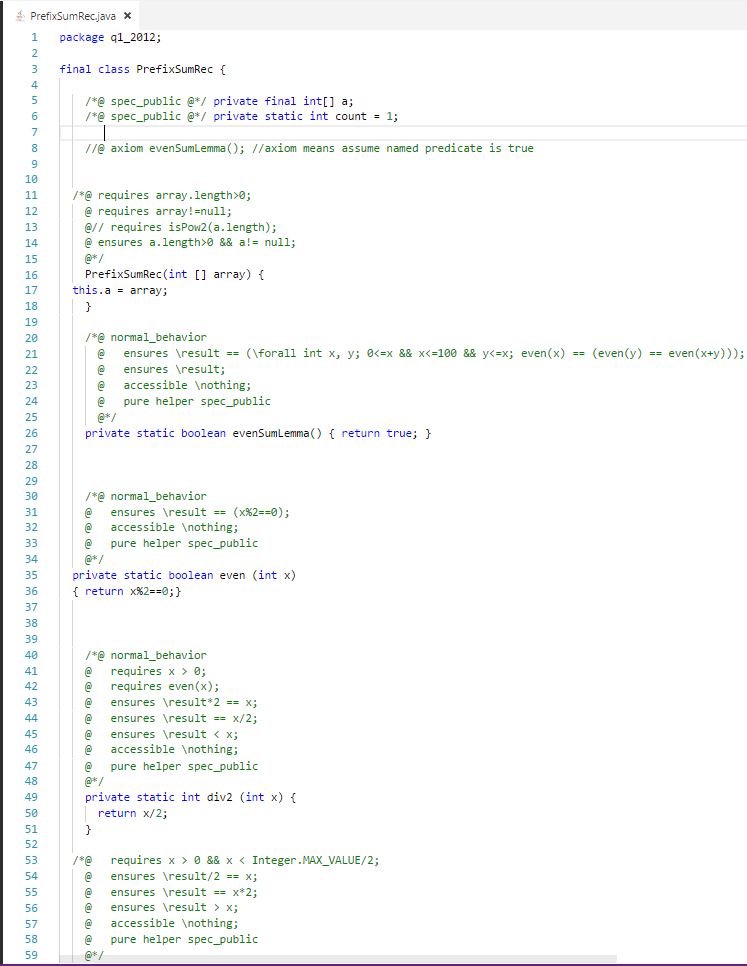 PrefixSumRec.java ×
1 package q1_2012;
2
3 final class PrefixSumRec {
4
5 /*@ spec_public @*/ private final int[] a;
6 /*@ spec_public @*/ private static int count = 1;
7
8 //@ axiom evenSumLemma(); //axiom means assume named predicate is true
9
10
11 /*@ requires array.length>0;
12 @ requires array!=null;
13 @// requires isPow2(a.length);
14 @ ensures a.length>0 && a!= null;
15 @*/
16 PrefixSumRec(int [] array) {
17 this.a = array;
18 }
19
20 /*@ normal_behavior
21 @ ensures \result == (\forall int x, y; 0<=x && x<=100 && y<=x; even(x) == (even(y) == even(x+y)));
22 @ ensures \result;
23 @ accessible \nothing;
24 @ pure helper spec_public
25 @*/
26 private static boolean evenSumLemma() { return true; }
27
28
29
30 /*@ normal_behavior
31 @ ensures \result == (x%2==0);
32 @ accessible \nothing;
33 @ pure helper spec_public
34 @*/
35 private static boolean even (int x)
36 { return x%2==0;}
37
38
39
40 /*@ normal_behavior
41 @ requires x > 0;
42 @ requires even(x);
43 @ ensures \result*2 == x;
44 @ ensures \result == x/2;
45 @ ensures \result < x;
46 @ accessible \nothing;
47 @ pure helper spec_public
48 @*/
49 private static int div2 (int x) {
50 return x/2;
51 }
52
53 /*@ requires x > 0 && x < Integer.MAX_VALUE/2;
54 @ ensures \result/2 == x;
55 @ ensures \result == x*2;
56 @ ensures \result > x;
57 @ accessible \nothing;
58 @ pure helper spec_public
59 @*/